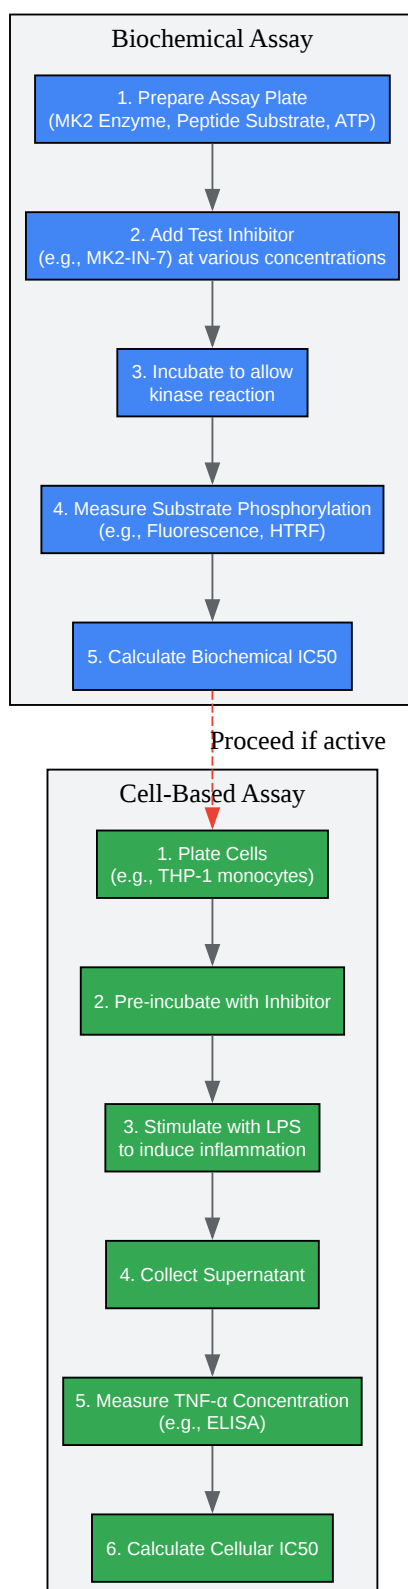 Biochemical Assay
1. Prepare Assay Plate
(MK2 Enzyme, Peptide Substrate, ATP)
2. Add Test Inhibitor
(e.g., MK2-IN-7) at various concentrations
3. Incubate to allow
kinase reaction
4. Measure Substrate Phosphorylation
(e.g., Fluorescence, HTRF)
5. Calculate Biochemical IC50
Proceed if active
Cell-Based Assay
1. Plate Cells
(e.g., THP-1 monocytes)
2. Pre-incubate with Inhibitor
3. Stimulate with LPS
to induce inflammation
4. Collect Supernatant
5. Measure TNF-α Concentration
(e.g., ELISA)
6. Calculate Cellular IC50